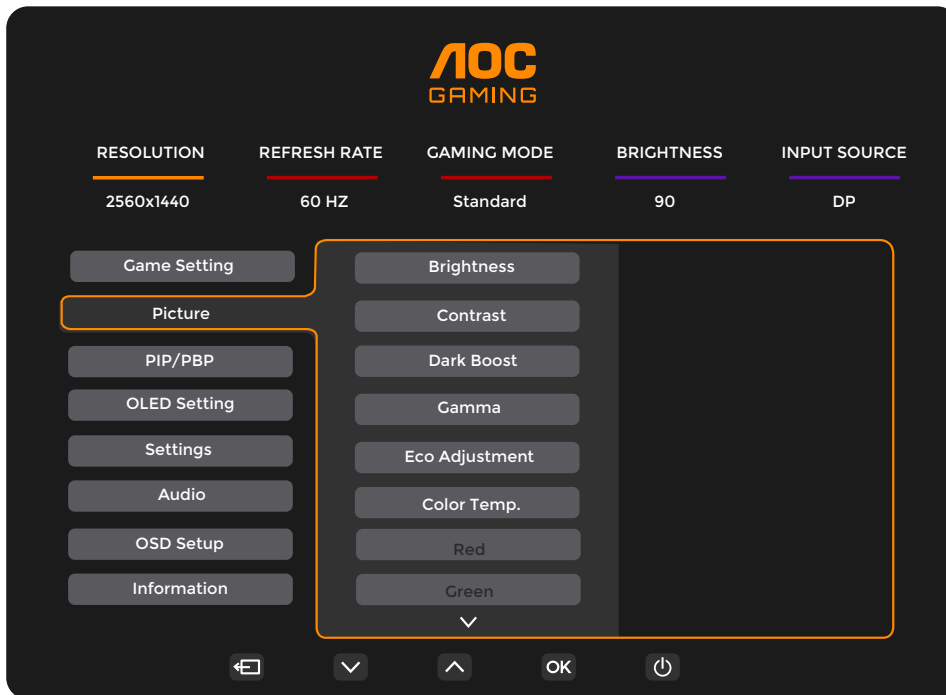 AOC
GAMING
RESOLUTION REFRESH RATE GAMING MODE BRIGHTNESS INPUT SOURCE
2560x1440 60 HZ Standard 90 DP
Game Setting
Picture
PIP/PBP
OLED Setting
Settings
Audio
OSD Setup
Information
Brightness
Contrast
Dark Boost
Gamma
Eco Adjustment
Color Temp.
Red
Green
OK